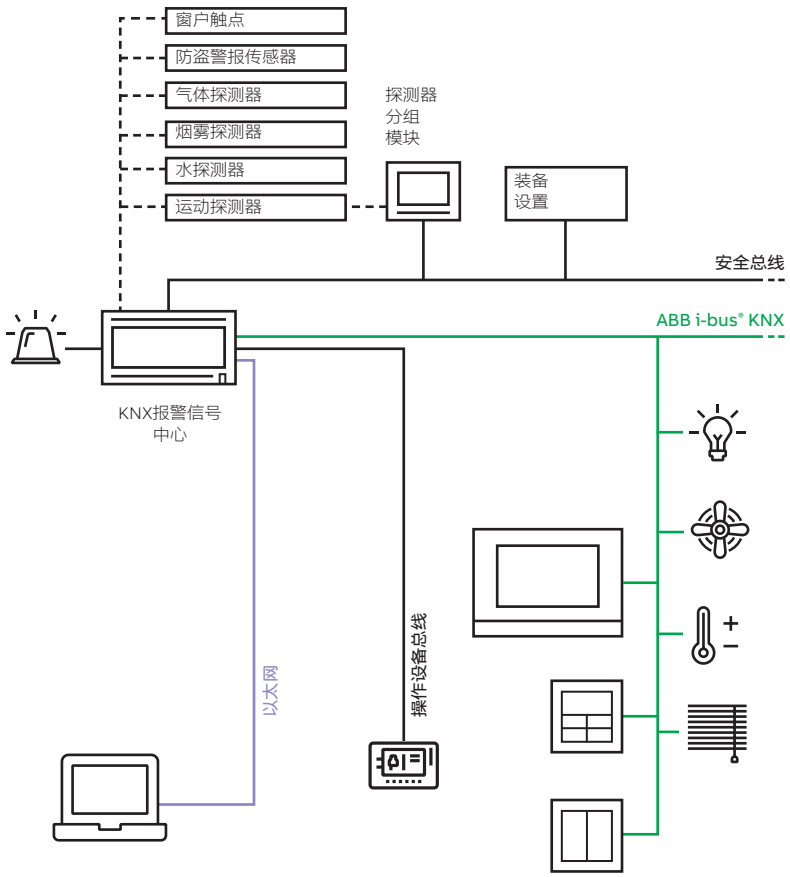 窗户触点
防盗警报传感器
气体探测器
烟雾探测器
水探测器
运动探测器
探测器
分组
模块
装备
设置
安全总线
ABB i-bus® KNX
KNX报警信号
中心
操作设备总线
以太网